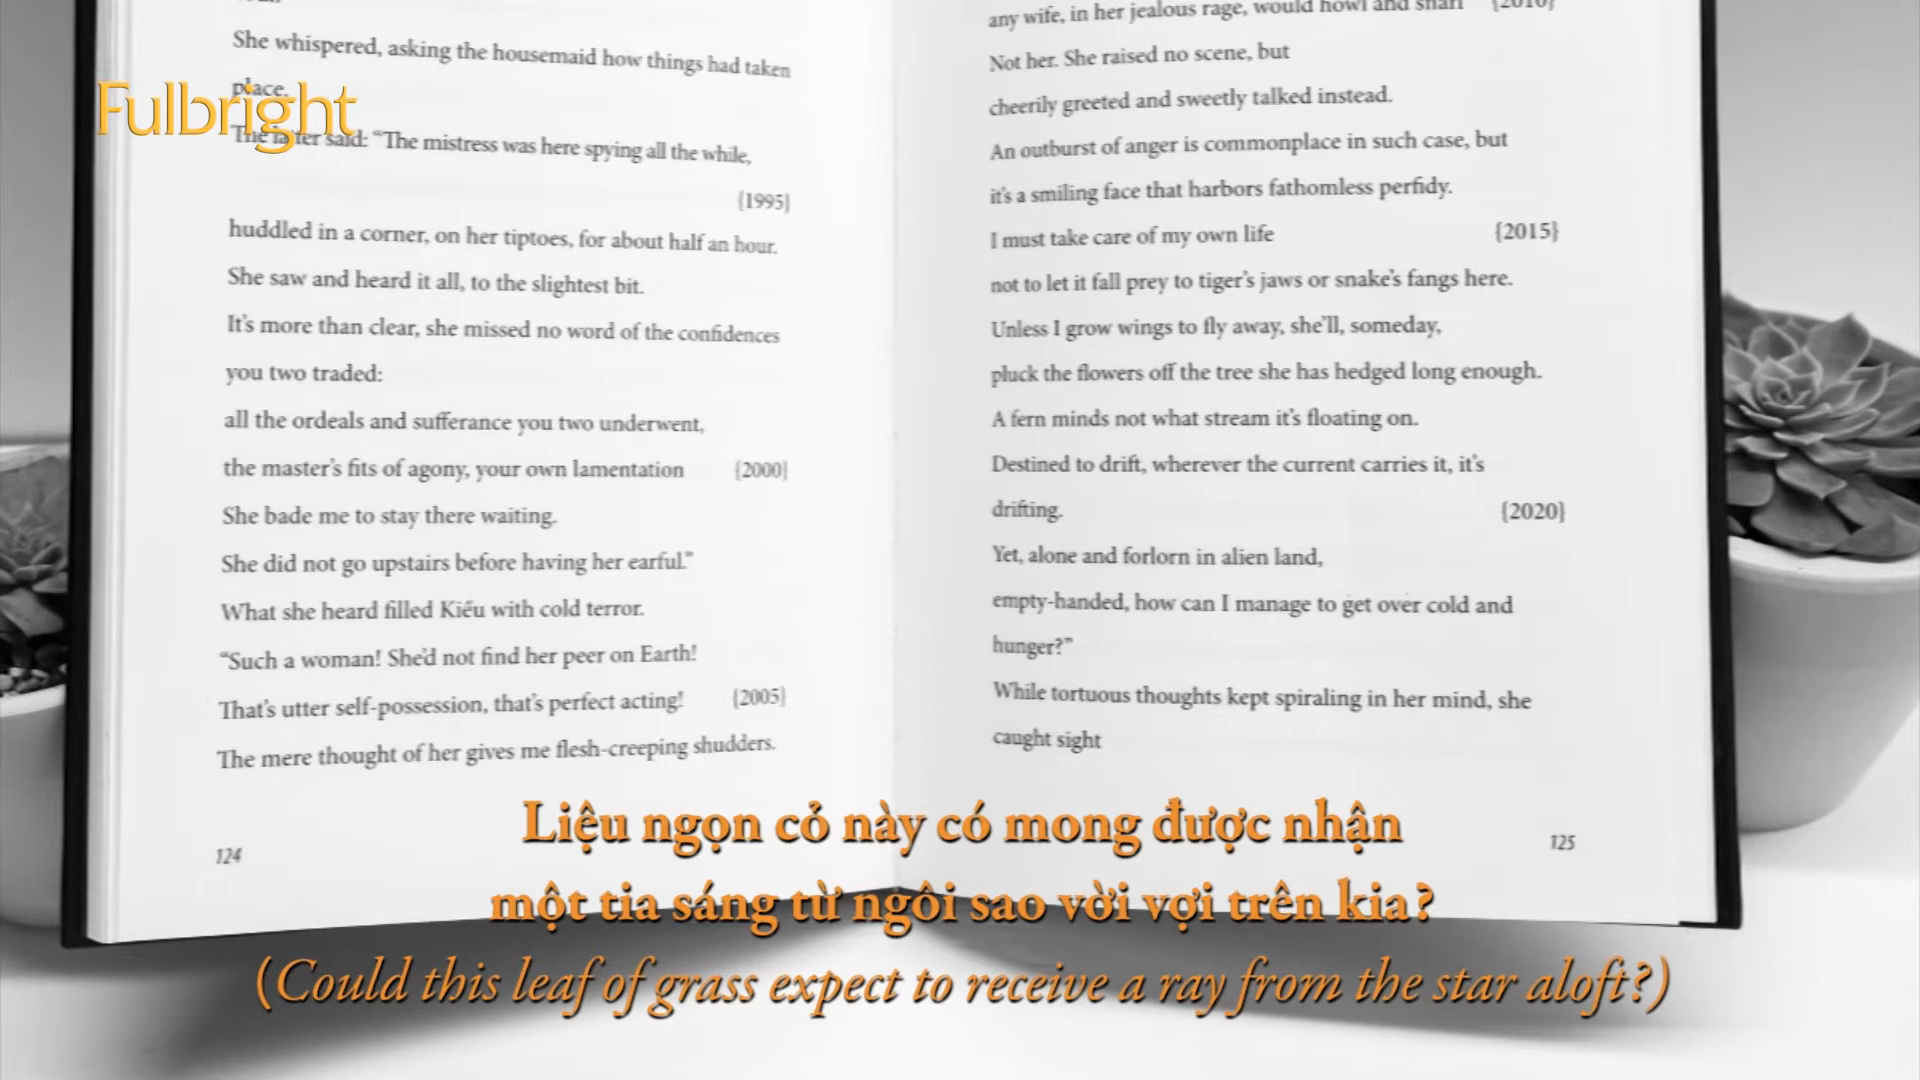 She whispered, asking the housemaid how things had taken
place.
Fulbright
The latter said: “The mistress was here spying all the while,
{1995}
huddled in a corner, on her tiptoes, for about half an hour.
She saw and heard it all, to the slightest bit.
It’s more than clear, she missed no word of the confidences
you two traded:
all the ordeals and sufferance you two underwent,
the master’s fits of agony, your own lamentation {2000}
She bade me to stay there waiting.
She did not go upstairs before having her earful.”
What she heard filled Kiều with cold terror.
“Such a woman! She’d not find her peer on Earth!
That’s utter self-possession, that’s perfect acting! {2005}
The mere thought of her gives me flesh-creeping shudders.
124
any wife, in her jealous rage, would howl and snarl {2010}
Not her. She raised no scene, but
cheerily greeted and sweetly talked instead.
An outburst of anger is commonplace in such case, but
it’s a smiling face that harbors fathomless perfidy.
I must take care of my own life {2015}
not to let it fall prey to tiger’s jaws or snake’s fangs here.
Unless I grow wings to fly away, she’ll, someday,
pluck the flowers off the tree she has hedged long enough.
A fern minds not what stream it’s floating on.
Destined to drift, wherever the current carries it, it’s
drifting. {2020}
Yet, alone and forlorn in alien land,
empty-handed, how can I manage to get over cold and
hunger?”
While tortuous thoughts kept spiraling in her mind, she
caught sight
125
Liệu ngọn cỏ này có mong được nhận
một tia sáng từ ngôi sao vời vợi trên kia?
(Could this leaf of grass expect to receive a ray from the star aloft?)